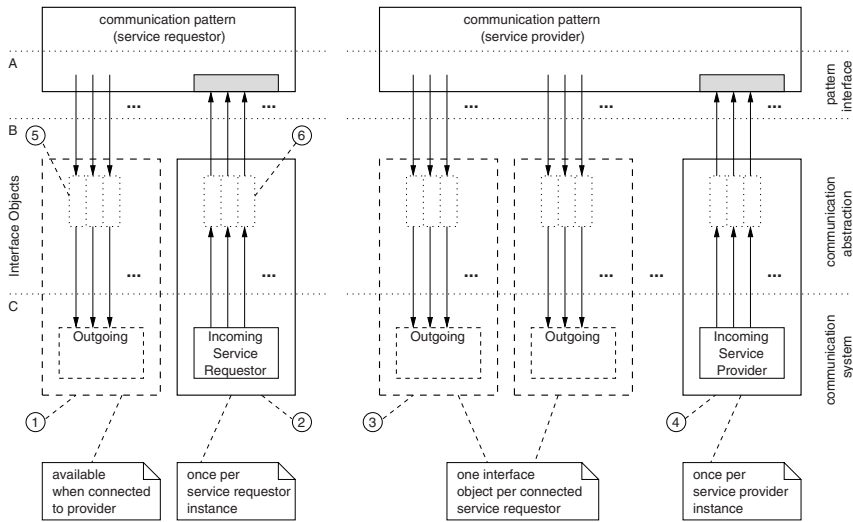 communication pattern
(service requestor)
communication pattern
(service provider)
A
pattern
interface
...
...
...
...
...
B
5
6
Interface Objects
communication
abstraction
...
...
...
...
...
...
C
Outgoing
Incoming
Service
Requestor
Outgoing
Outgoing
Incoming
Service
Provider
communication
system
1
2
3
4
available
when connected
to provider
once per
service requestor
instance
one interface
object per connected
service requestor
once per
service provider
instance